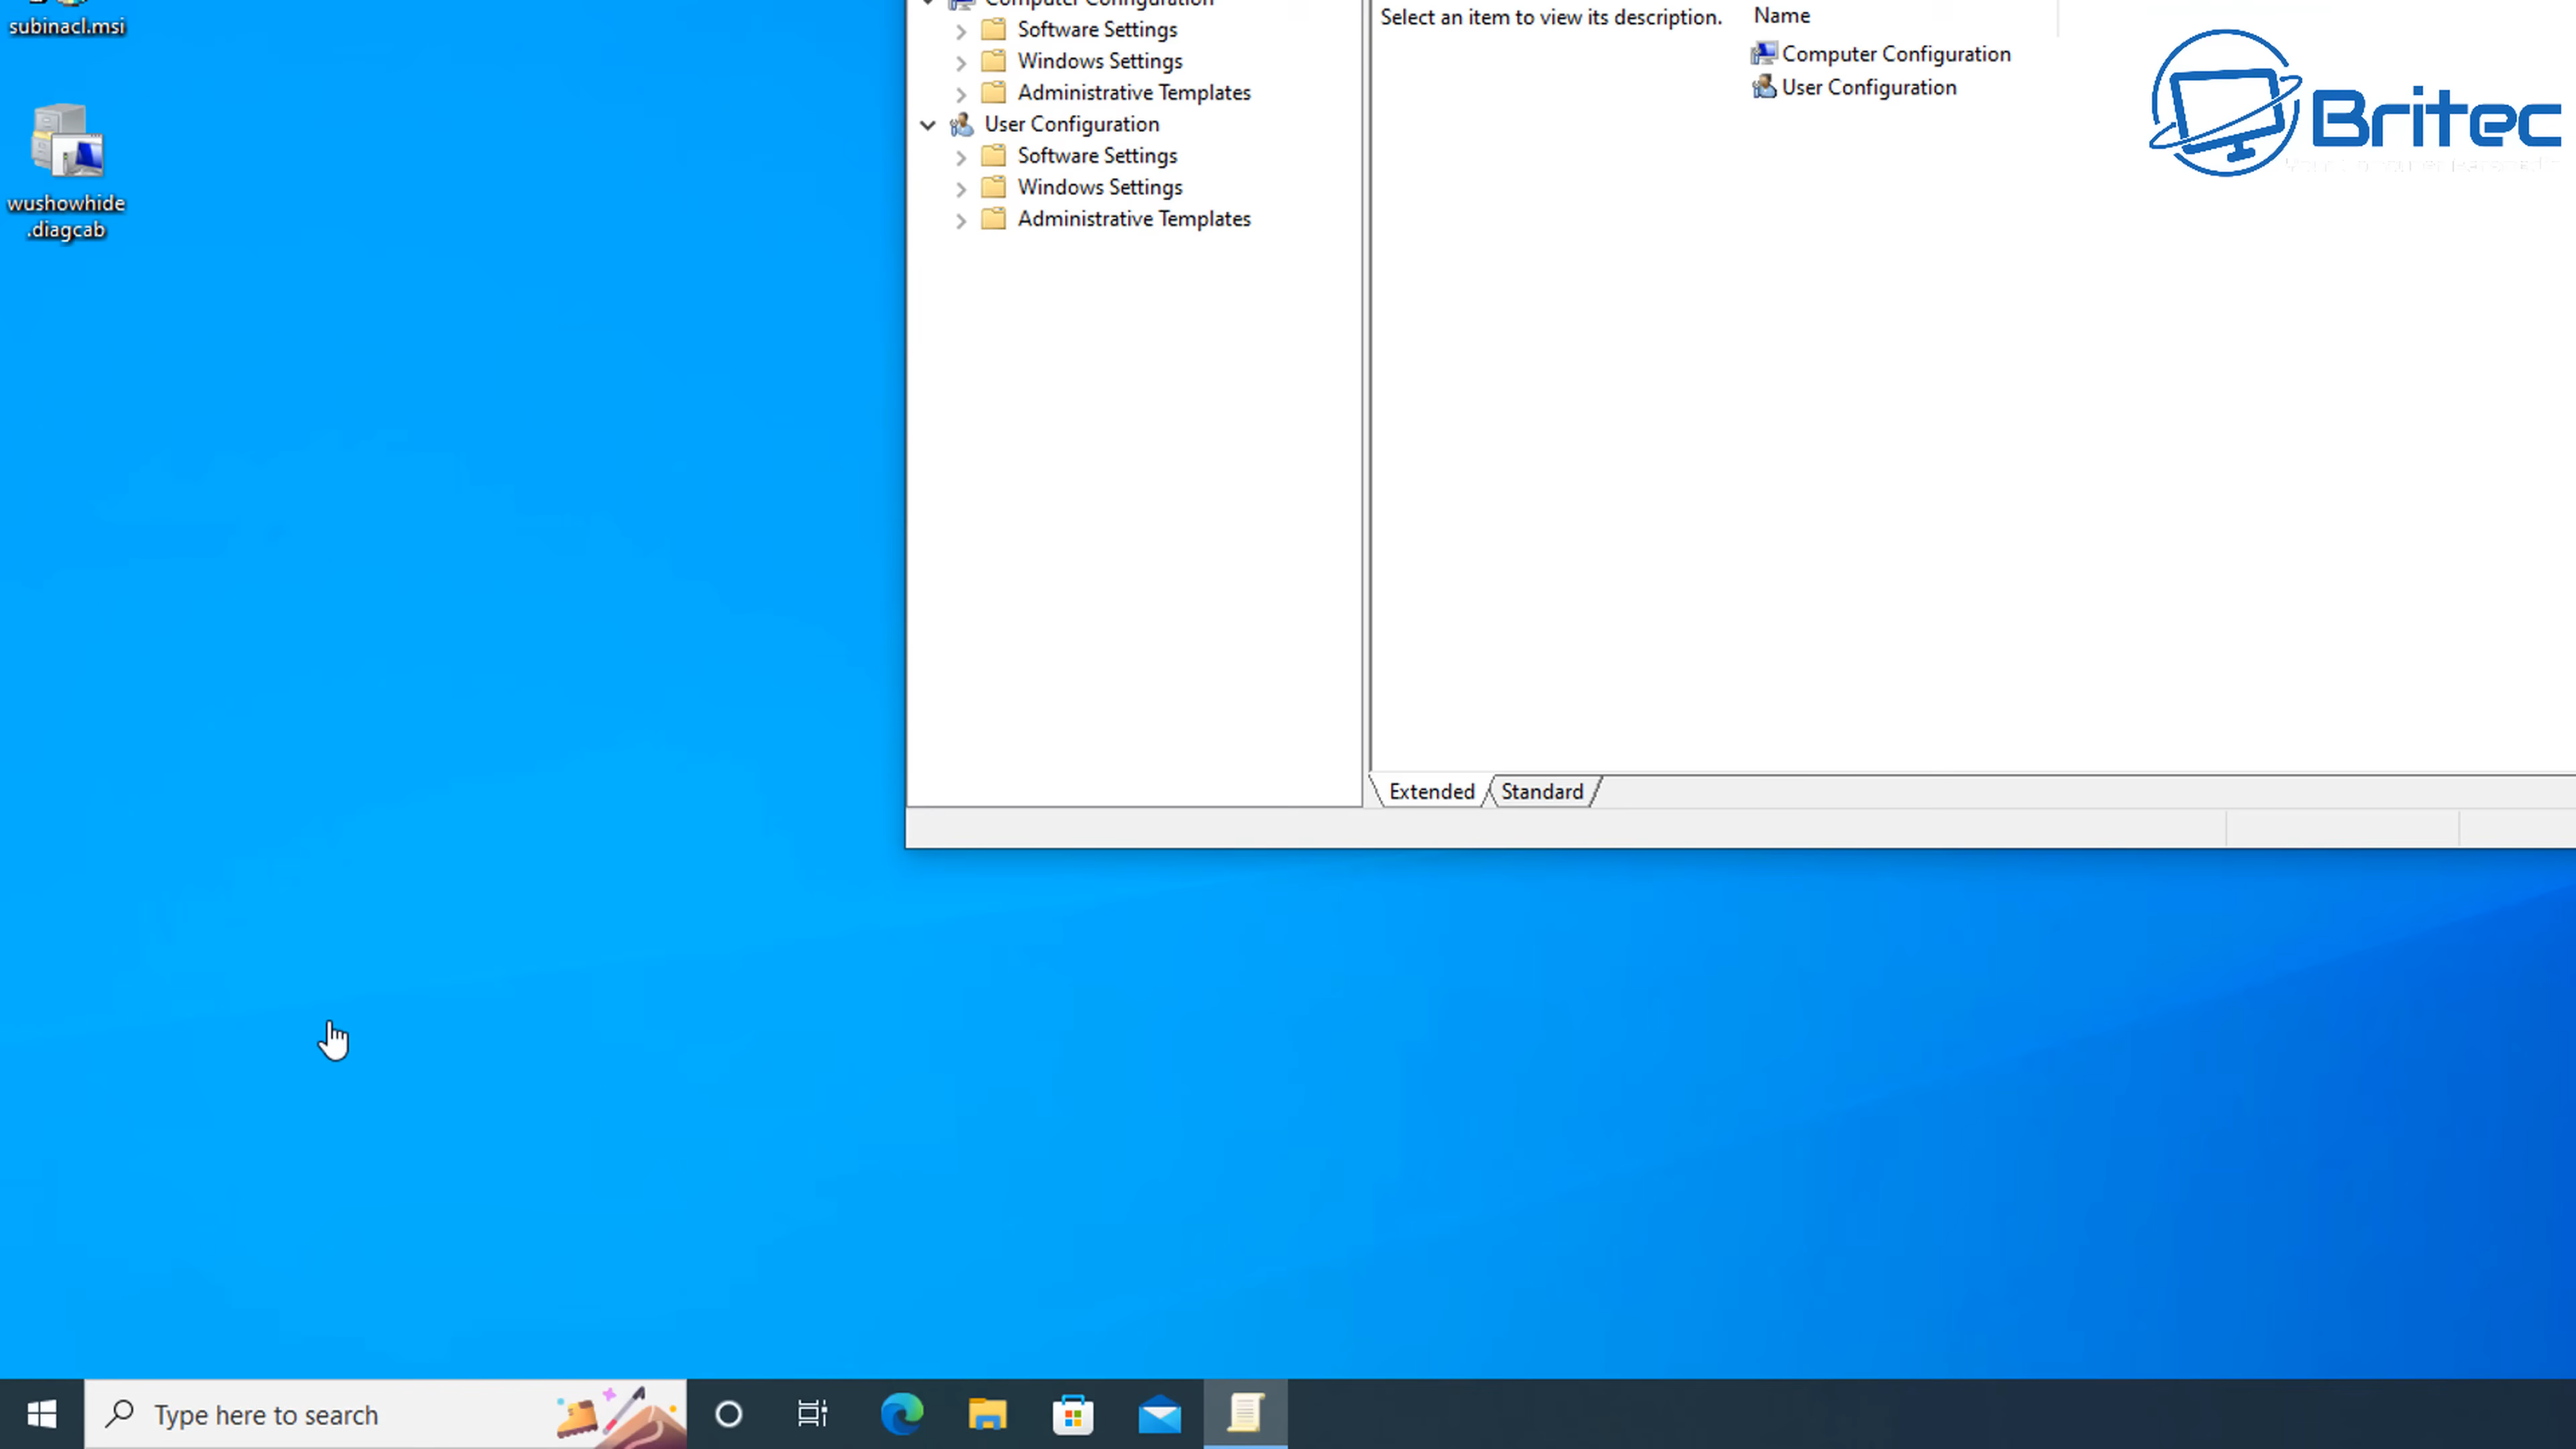 subinacl.msi
wushowhide
.diagcab
Computer Configuration
Software Settings
Windows Settings
Administrative Templates
User Configuration
Software Settings
Windows Settings
Administrative Templates
Select an item to view its description.
Name
Computer Configuration
User Configuration
Britec
Extended
Standard
Type here to search